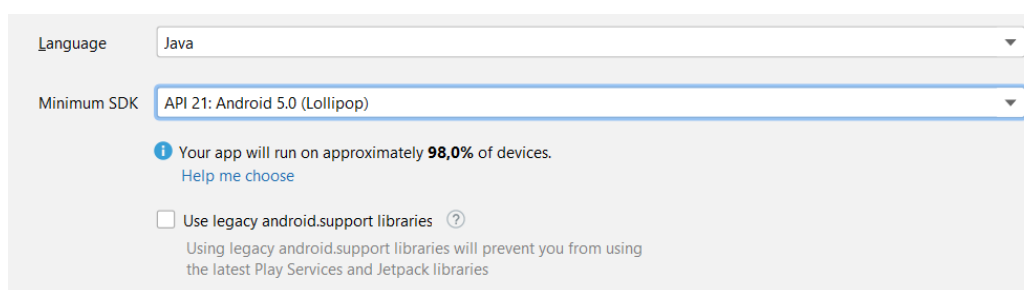 Language Java
Minimum SDK API 21: Android 5.0 (Lollipop)
Your app will run on approximately 98,0% of devices.
Help me choose
Use legacy android.support libraries ?
Using legacy android.support libraries will prevent you from using
the latest Play Services and Jetpack libraries